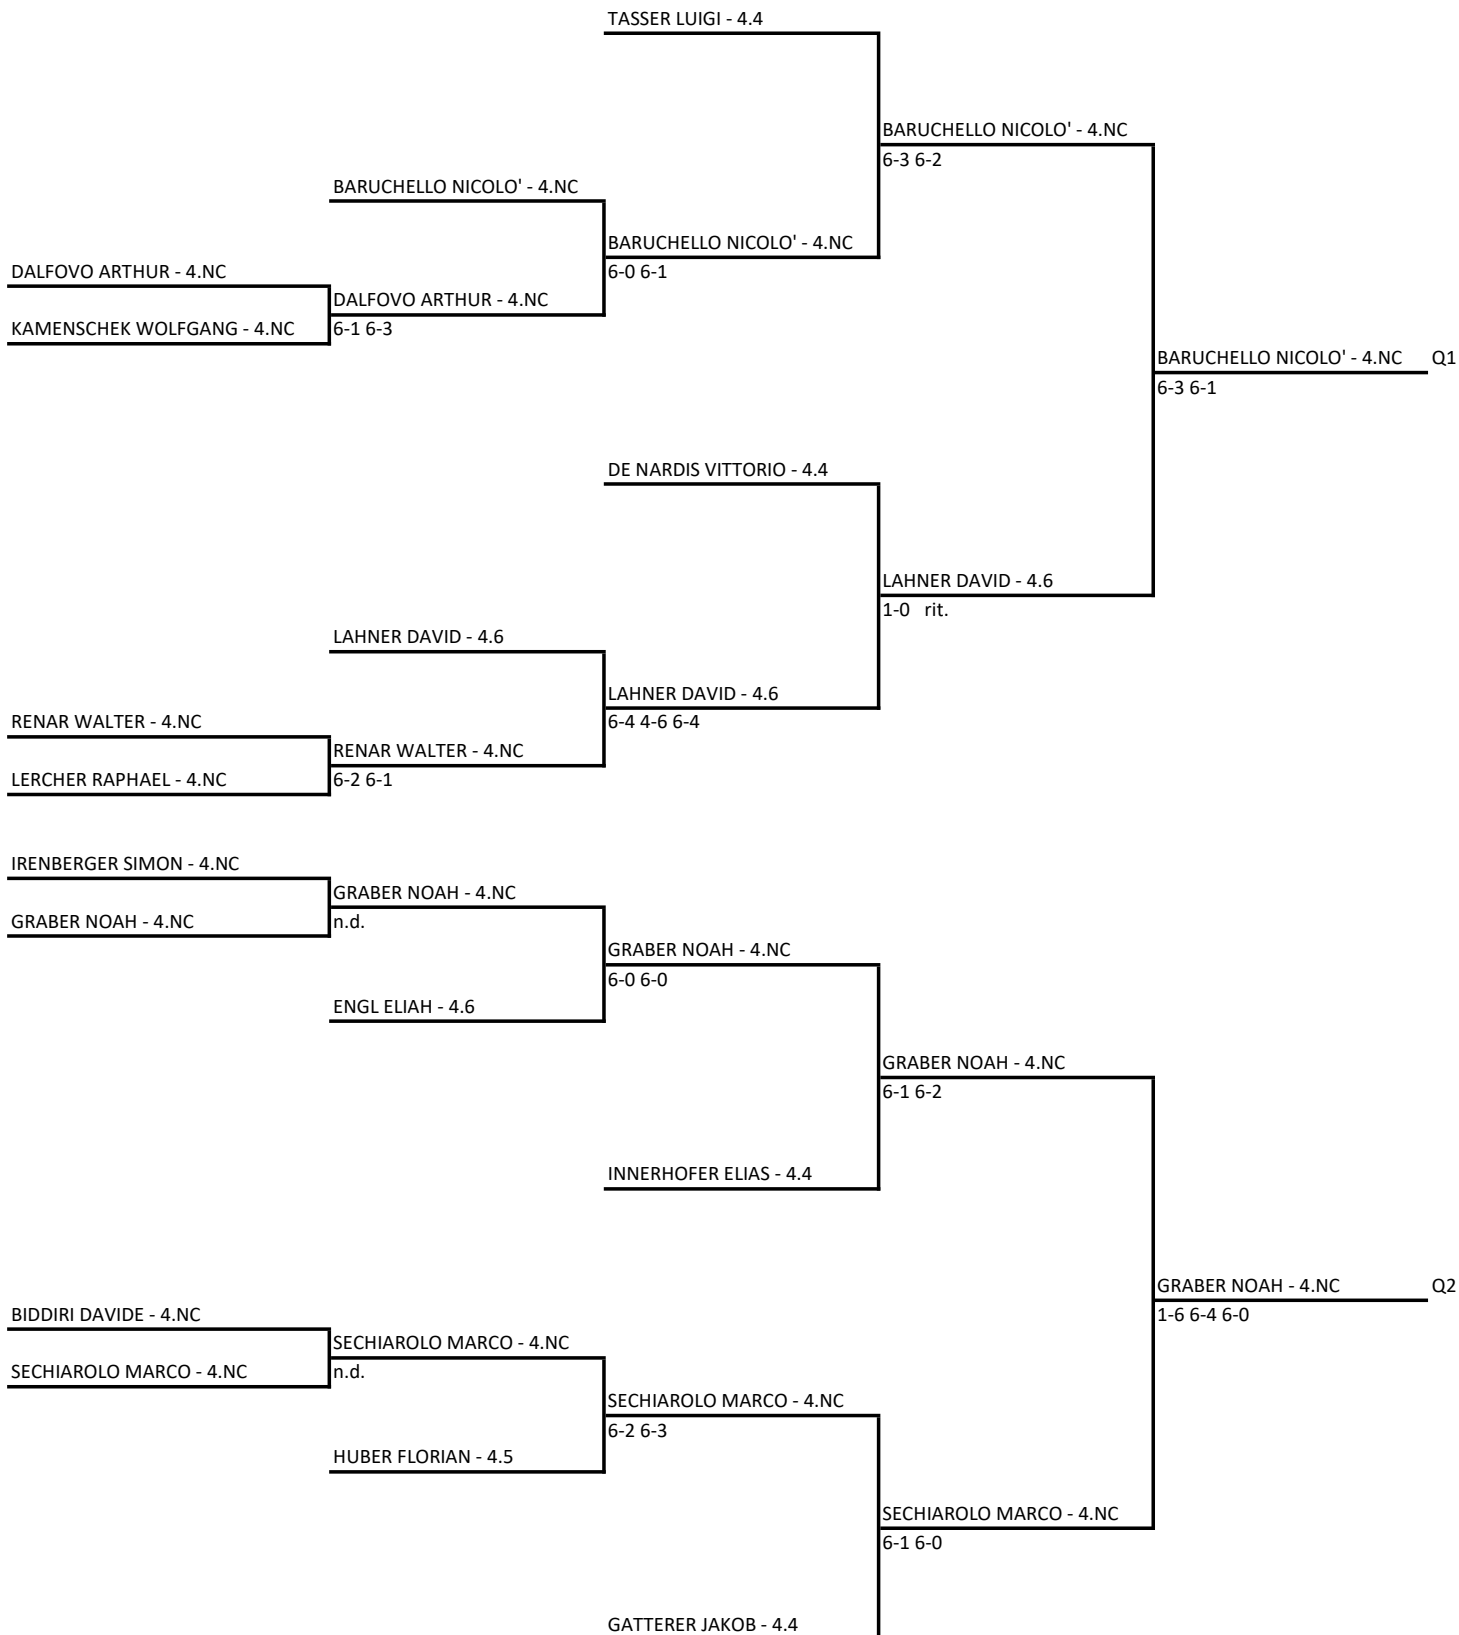 TASSER LUIGI - 4.4
BARUCHELLO NICOLO' - 4.NC
6-3 6-2
BARUCHELLO NICOLO' - 4.NC
BARUCHELLO NICOLO' - 4.NC
6-0 6-1
DALFOVO ARTHUR - 4.NC
DALFOVO ARTHUR - 4.NC
KAMENSCHEK WOLFGANG - 4.NC
6-1 6-3
BARUCHELLO NICOLO' - 4.NC Q1
6-3 6-1
DE NARDIS VITTORIO - 4.4
LAHNER DAVID - 4.6
1-0 rit.
LAHNER DAVID - 4.6
LAHNER DAVID - 4.6
6-4 4-6 6-4
RENAR WALTER - 4.NC
RENAR WALTER - 4.NC
LERCHER RAPHAEL - 4.NC
6-2 6-1
IRENBERGER SIMON - 4.NC
GRABER NOAH - 4.NC
GRABER NOAH - 4.NC
n.d.
GRABER NOAH - 4.NC
6-0 6-0
ENGL ELIAH - 4.6
GRABER NOAH - 4.NC
6-1 6-2
INNERHOFER ELIAS - 4.4
GRABER NOAH - 4.NC Q2
1-6 6-4 6-0
BIDDIRI DAVIDE - 4.NC
SECHIAROLO MARCO - 4.NC
SECHIAROLO MARCO - 4.NC
n.d.
SECHIAROLO MARCO - 4.NC
6-2 6-3
HUBER FLORIAN - 4.5
SECHIAROLO MARCO - 4.NC
6-1 6-0
GATTERER JAKOB - 4.4